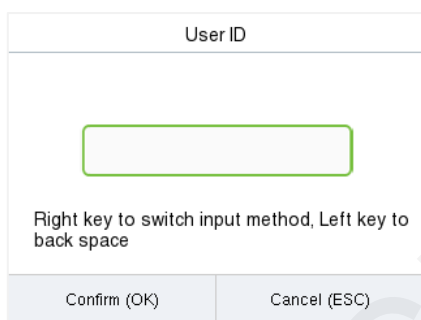 User ID
Right key to switch input method, Left key to
back space
Confirm (OK)
Cancel (ESC)